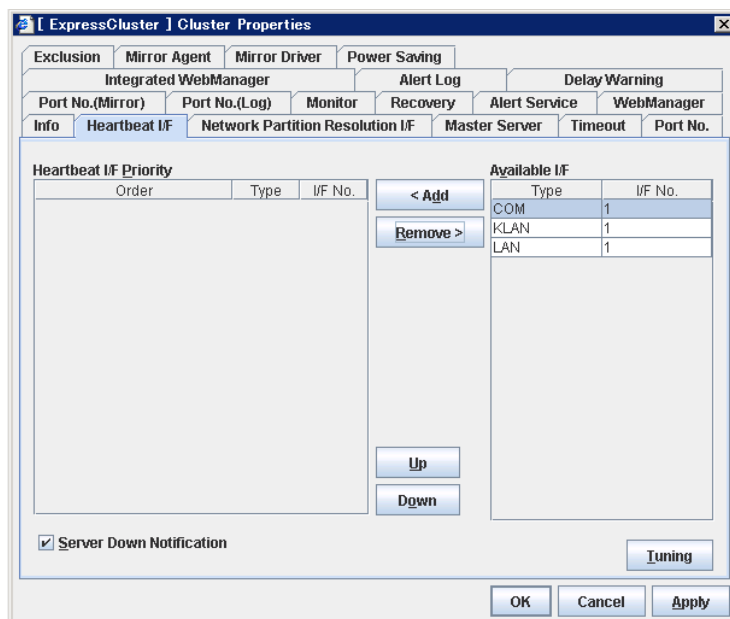 [ ExpressCluster ] Cluster Properties
Exclusion Mirror Agent Mirror Driver Power Saving
Integrated WebManager Alert Log Delay Warning
Port No.(Mirror) Port No.(Log) Monitor Recovery Alert Service WebManager
Info Heartbeat I/F Network Partition Resolution I/F Master Server Timeout Port No.
Heartbeat I/F Priority
Order Type I/F No.
< Add
Remove >
Available I/F
Type I/F No.
COM 1
KLAN 1
LAN 1
Up
Down
Server Down Notification
Tuning
OK Cancel Apply